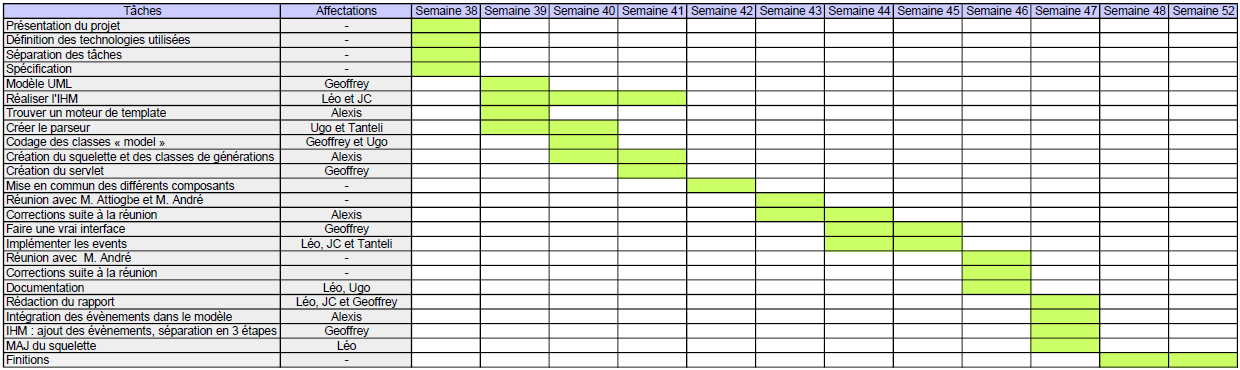 Tâches Affectations Semaine 38 Semaine 39 Semaine 40 Semaine 41 Semaine 42 Semaine 43 Semaine 44 Semaine 45 Semaine 46 Semaine 47 Semaine 48 Semaine 52
Présentation du projet -
Définition des technologies utilisées -
Séparation des tâches -
Spécification -
Modèle UML Geoffrey
Réaliser l'IHM Léo et JC
Trouver un moteur de template Alexis
Créer le parseur Ugo et Tanteli
Codage des classes « model » Geoffrey et Ugo
Création du squelette et des classes de générations Alexis
Création du servlet Geoffrey
Mise en commun des différents composants -
Réunion avec M. Attiogbe et M. André -
Corrections suite à la réunion Alexis
Faire une vrai interface Geoffrey
Implémenter les events Léo, JC et Tanteli
Réunion avec M. André -
Corrections suite à la réunion -
Documentation Léo, Ugo
Rédaction du rapport Léo, JC et Geoffrey
Intégration des évènements dans le modèle Alexis
IHM : ajout des évènements, séparation en 3 étapes Geoffrey
MAJ du squelette Léo
Finitions -